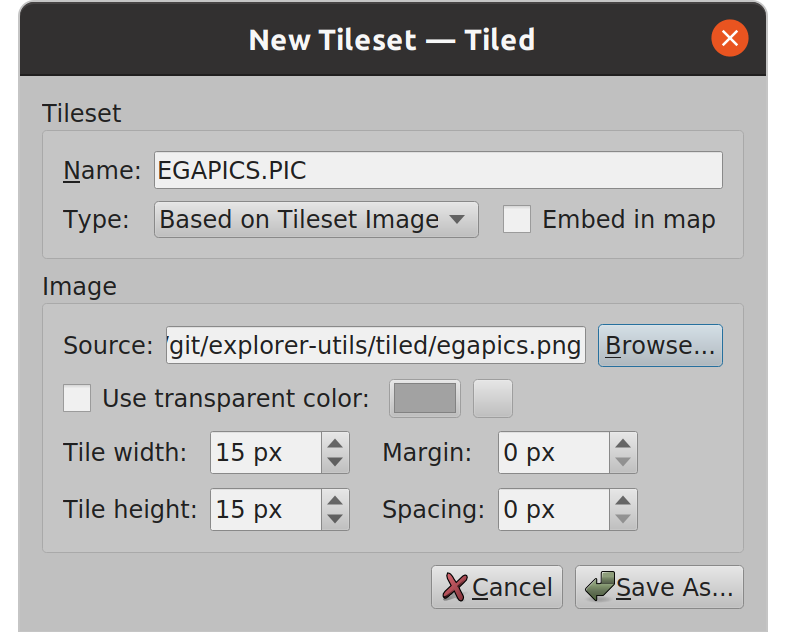 New Tileset — Tiled
Tileset
Name: EGAPICS.PIC
Type: Based on Tileset Image Embed in map
Image
Source: /git/explorer-utils/tiled/egapics.png Browse...
Use transparent color:
Tile width: 15 px Margin: 0 px
Tile height: 15 px Spacing: 0 px
Cancel Save As...